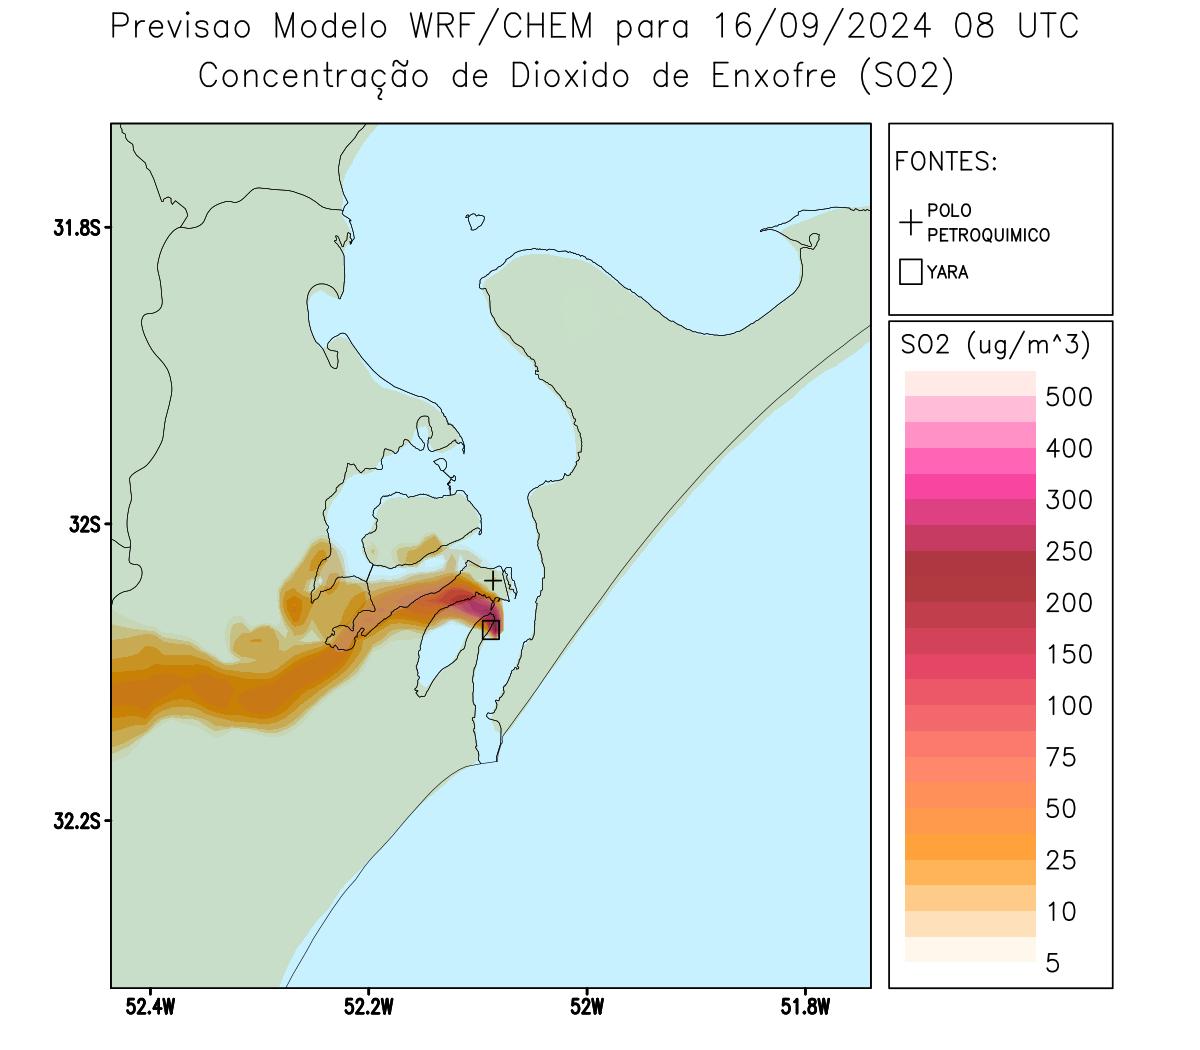 Previsao Modelo WRF/CHEM para 16/09/2024 08 UTC
Concentração de Dioxido de Enxofre (SO2)
FONTES:
POLO
PETROQUIMICO
YARA
SO2 (ug/m^3)
500
400
300
250
200
150
100
75
50
25
10
5
31.8S
32S
32.2S
52.4W
52.2W
52W
51.8W